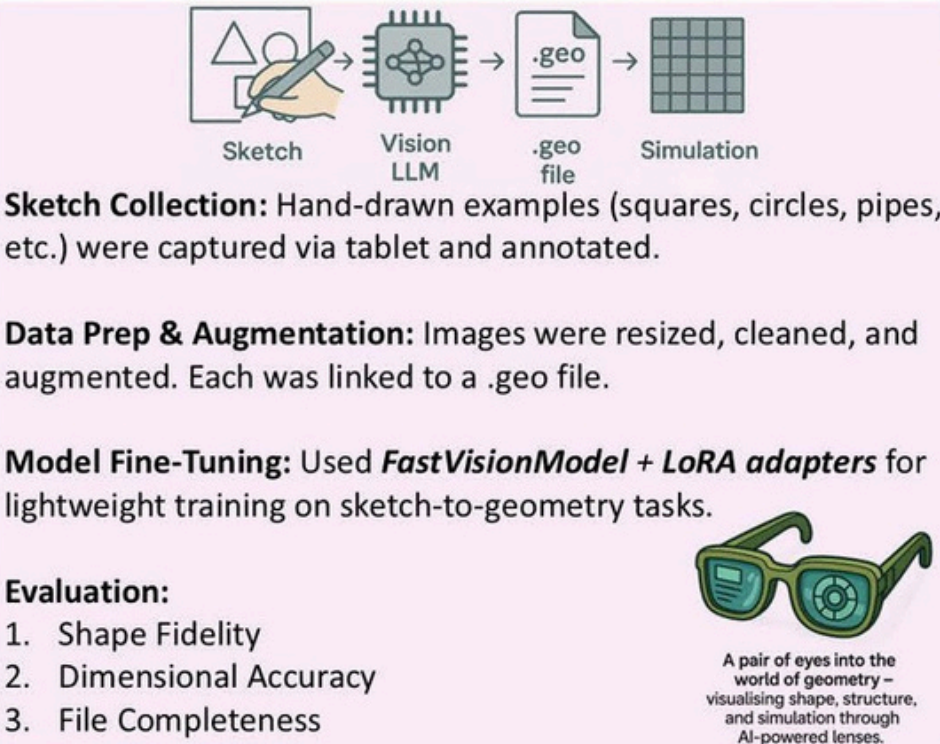 .geo
Sketch
Vision
LLM
.geo
file
Simulation
Sketch Collection: Hand-drawn examples (squares, circles, pipes,
etc.) were captured via tablet and annotated.
Data Prep & Augmentation: Images were resized, cleaned, and
augmented. Each was linked to a .geo file.
Model Fine-Tuning: Used FastVisionModel + LoRA adapters for
lightweight training on sketch-to-geometry tasks.
Evaluation:
1. Shape Fidelity
2. Dimensional Accuracy
3. File Completeness
A pair of eyes into the
world of geometry –
visualising shape, structure,
and simulation through
AI-powered lenses.